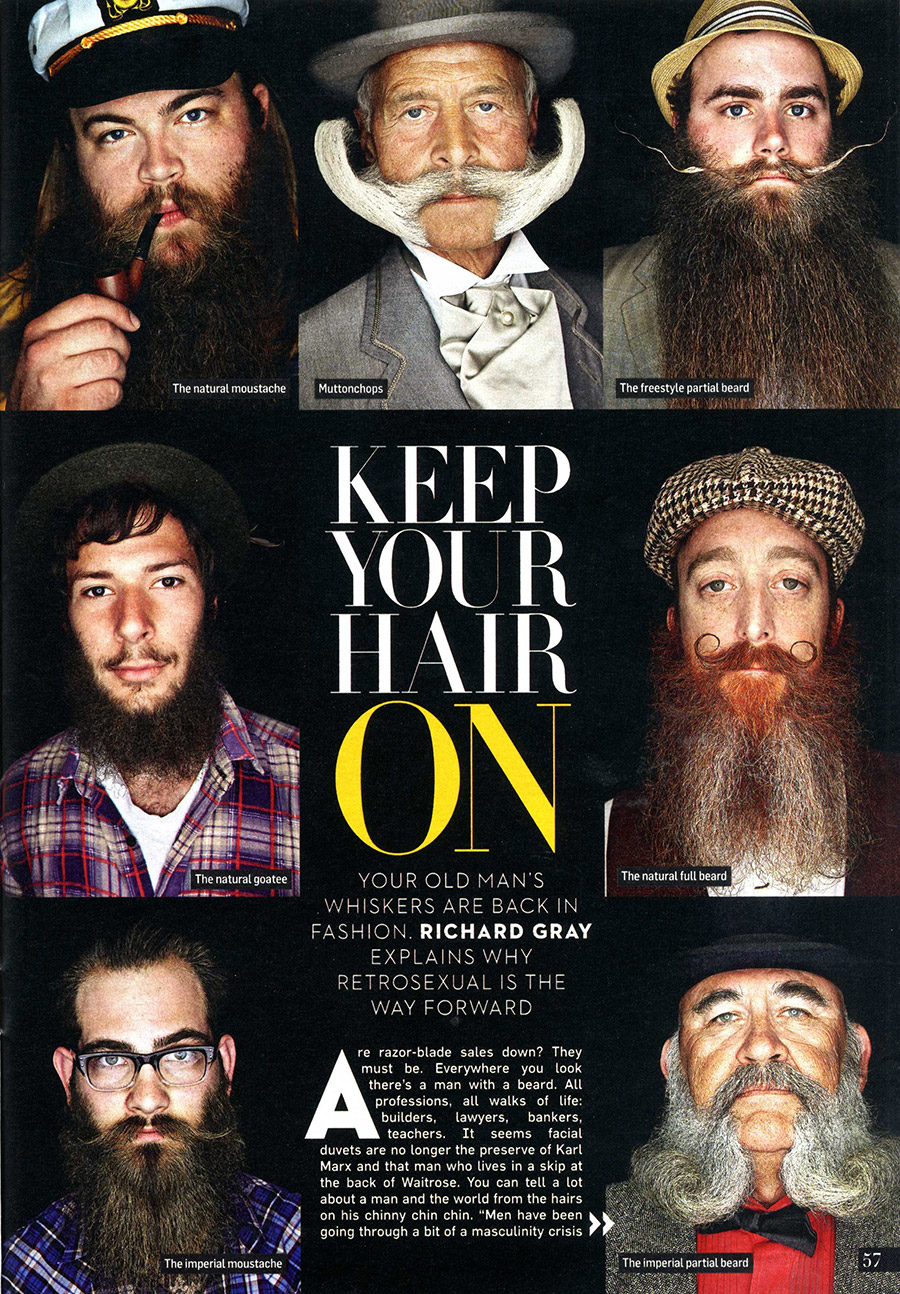 The natural moustache
Muttonchops
The freestyle partial beard
KEEP
YOUR
HAIR
ON
YOUR OLD MAN'S
WHISKERS ARE BACK IN
FASHION. RICHARD GRAY
EXPLAINS WHY
RETROSEXUAL IS THE
WAY FORWARD
The natural goatee
The natural full beard
Are razor-blade sales down? They
must be. Everywhere you look
there's a man with a beard. All
professions, all walks of life:
builders, lawyers, bankers,
teachers. It seems facial
duvets are no longer the preserve of Karl
Marx and that man who lives in a skip at
the back of Waitrose. You can tell a lot
about a man and the world from the hairs
on his chinny chin chin. “Men have been
going through a bit of a masculinity crisis »
The imperial moustache
The imperial partial beard
57